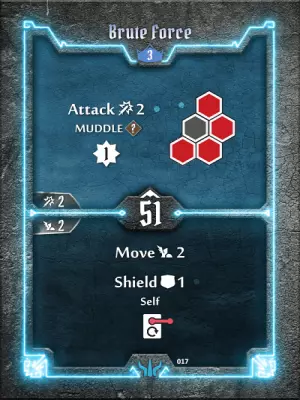 Brute Force
3
Attack 2
MUDDLE ?
1
2
51
2
Move 2
Shield 1
Self
017